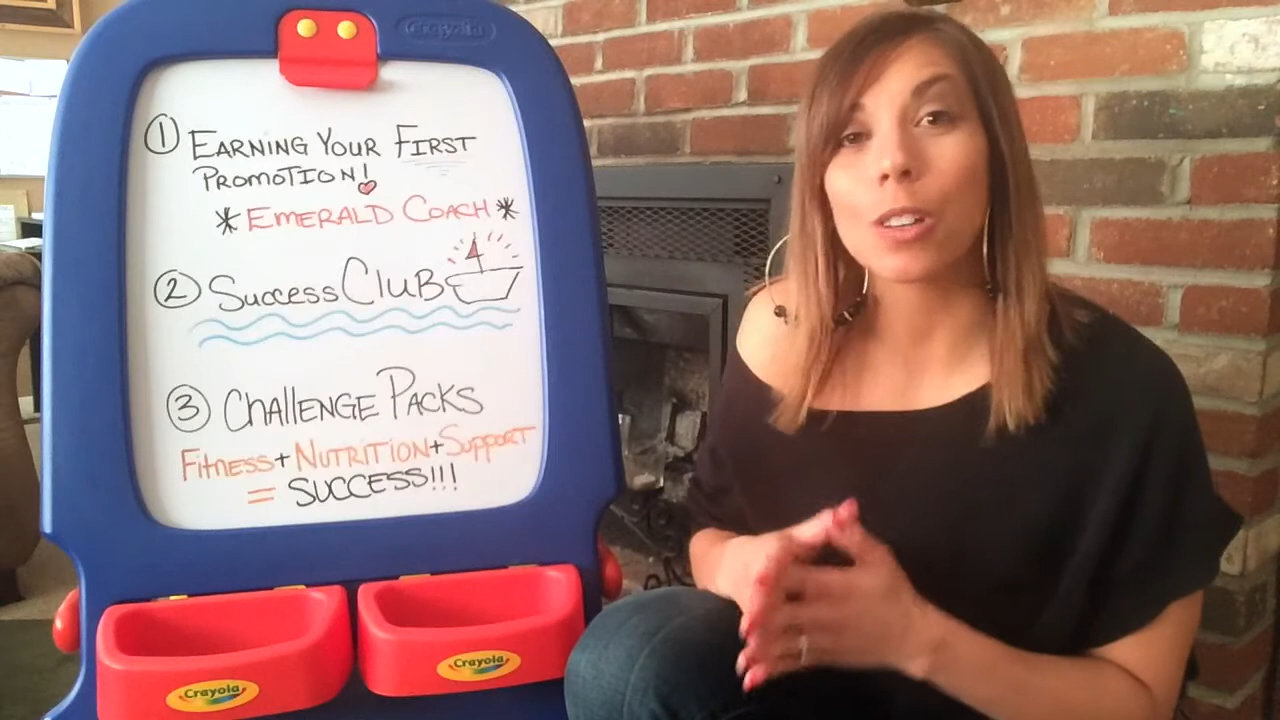 Crayola
① EARNING YOUR FIRST
PROMOTION!
* EMERALD COACH *
② SUCCESS CLUB
③ CHALLENGE PACKS
FITNESS + NUTRITION + SUPPORT
= SUCCESS!!!
Crayola
Crayola